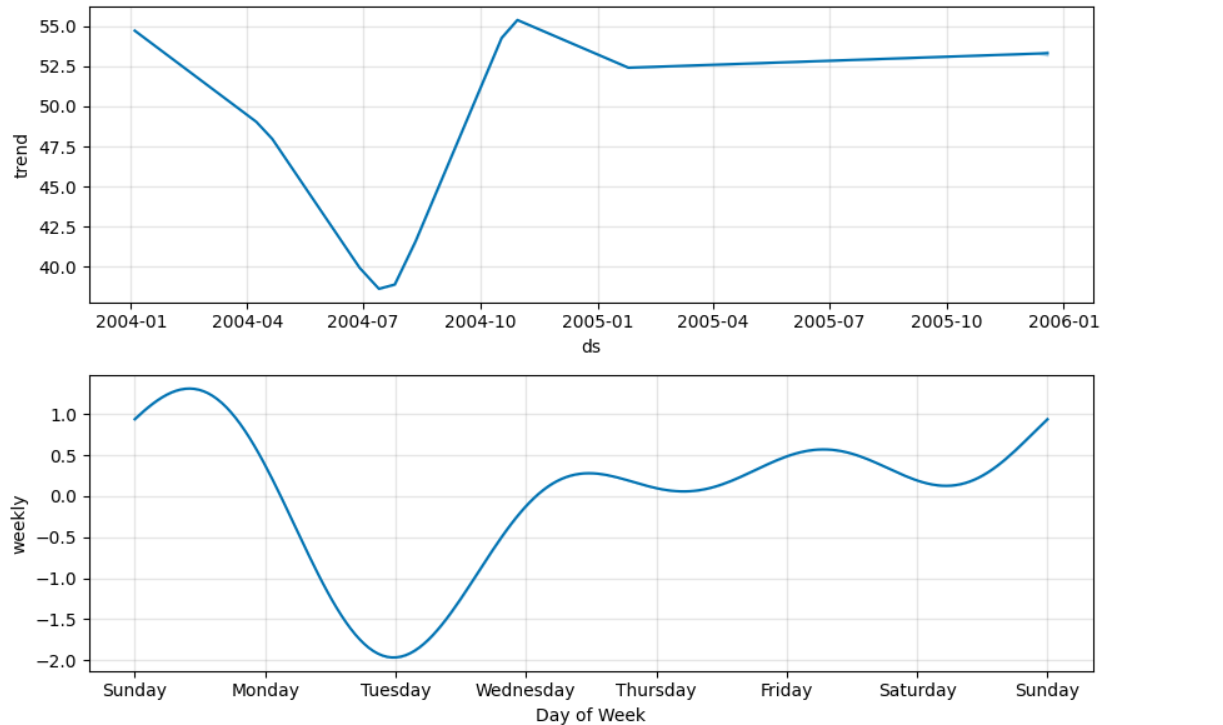 55.0
52.5
50.0
47.5
45.0
42.5
40.0
trend
2004-01 2004-04 2004-07 2004-10 2005-01 2005-04 2005-07 2005-10 2006-01
ds
1.0
0.5
0.0
−0.5
−1.0
−1.5
−2.0
weekly
Sunday Monday Tuesday Wednesday Thursday Friday Saturday Sunday
Day of Week